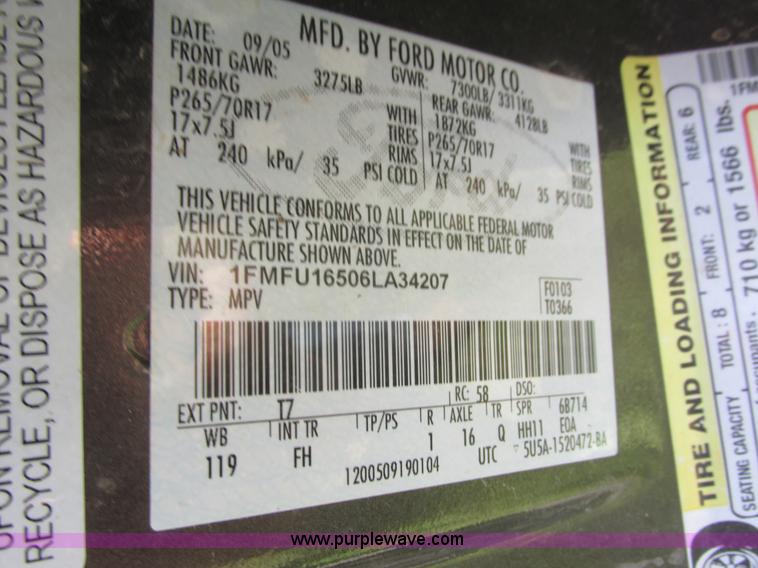 UPON REMOVAL OF DEVICES PLEASE
RECYCLE, OR DISPOSE AS HAZARDOUS
MFD. BY FORD MOTOR CO.
DATE: 09/05 GVWR: 7300LB/ 3311KG
FRONT GAWR: 3275LB REAR GAWR: 4128LB
1486KG WITH 1872KG WITH
P265/70R17 TIRES P265/70R17 TIRES
17x7.5J RIMS 17x7.5J RIMS
AT 240 kPa/ 35 PSI COLD AT 240 kPa/ 35 PSI COLD
THIS VEHICLE CONFORMS TO ALL APPLICABLE FEDERAL MOTOR
VEHICLE SAFETY STANDARDS IN EFFECT ON THE DATE OF
MANUFACTURE SHOWN ABOVE.
VIN: 1FMFU16506LA34207
TYPE: MPV
F0103
T0366
EXT PNT: T7 RC: 58 DSO:
WB INT TR TP/PS R AXLE TR SPR 6B714
119 FH 1 16 Q HH11 EOA
1200509190104 UTC 5U5A-1520472-BA
TIRE AND LOADING INFORMATION
SEATING CAPACITY TOTAL: 8 FRONT: 2 REAR: 6
710 kg or 1566 lbs.
1FM
www.purplewave.com